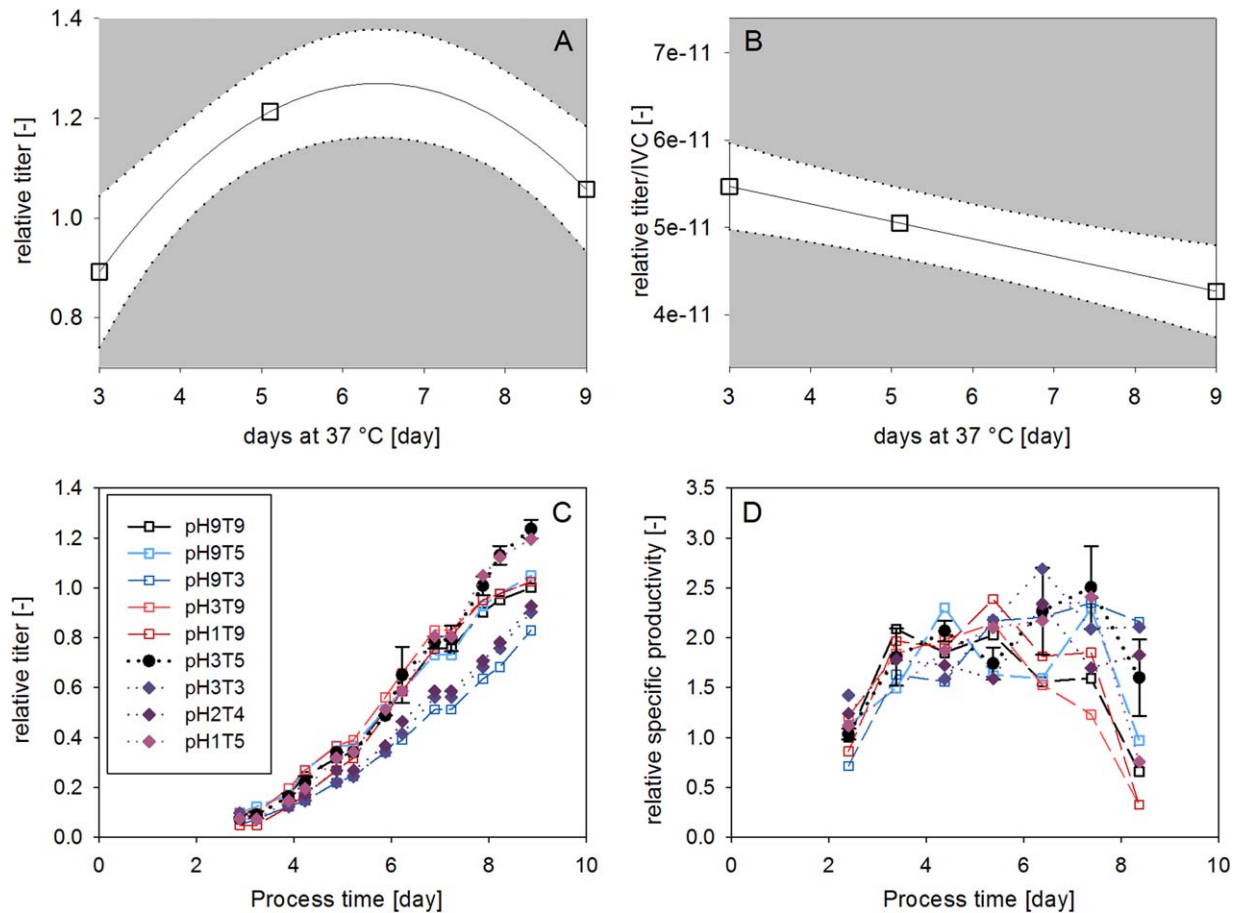 A
relative titer [-]
1.4
1.2
1.0
0.8
3 4 5 6 7 8 9
days at 37 °C [day]
B
relative titer/IVC [-]
7e-11
6e-11
5e-11
4e-11
3 4 5 6 7 8 9
days at 37 °C [day]
C
relative titer [-]
1.4
1.2
1.0
0.8
0.6
0.4
0.2
0.0
pH9T9
pH9T5
pH9T3
pH3T9
pH1T9
pH3T5
pH3T3
pH2T4
pH1T5
0 2 4 6 8 10
Process time [day]
D
relative specific productivity [-]
3.5
3.0
2.5
2.0
1.5
1.0
0.5
0.0
0 2 4 6 8 10
Process time [day]